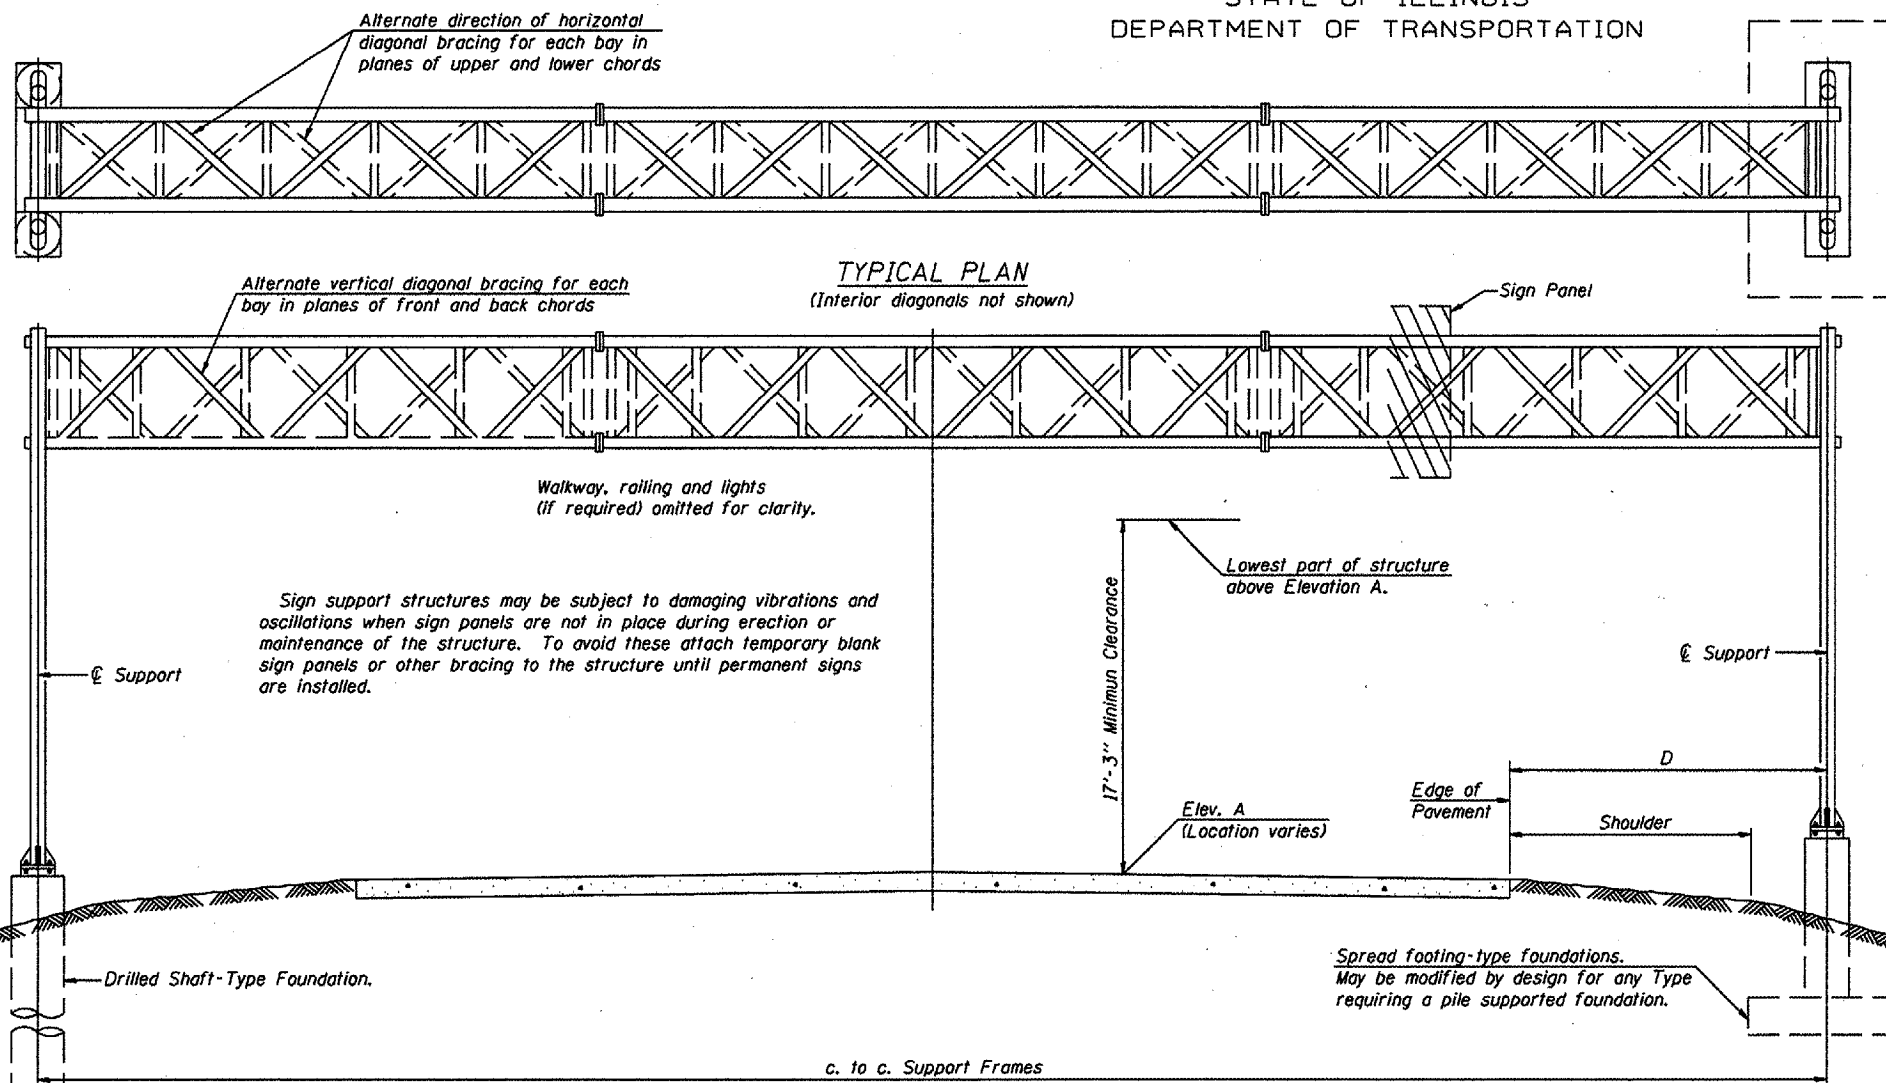 STATE OF ILLINOIS
DEPARTMENT OF TRANSPORTATION
Alternate direction of horizontal
diagonal bracing for each bay in
planes of upper and lower chords
TYPICAL PLAN
(Interior diagonals not shown)
Alternate vertical diagonal bracing for each
bay in planes of front and back chords
Sign Panel
Walkway, railing and lights
(if required) omitted for clarity.
Lowest part of structure
above Elevation A.
17'-3" Minimun Clearance
Sign support structures may be subject to damaging vibrations and
oscillations when sign panels are not in place during erection or
maintenance of the structure. To avoid these attach temporary blank
sign panels or other bracing to the structure until permanent signs
are installed.
℄ Support
℄ Support
D
Edge of
Pavement
Shoulder
Elev. A
(Location varies)
Drilled Shaft-Type Foundation.
Spread footing-type foundations.
May be modified by design for any Type
requiring a pile supported foundation.
c. to c. Support Frames